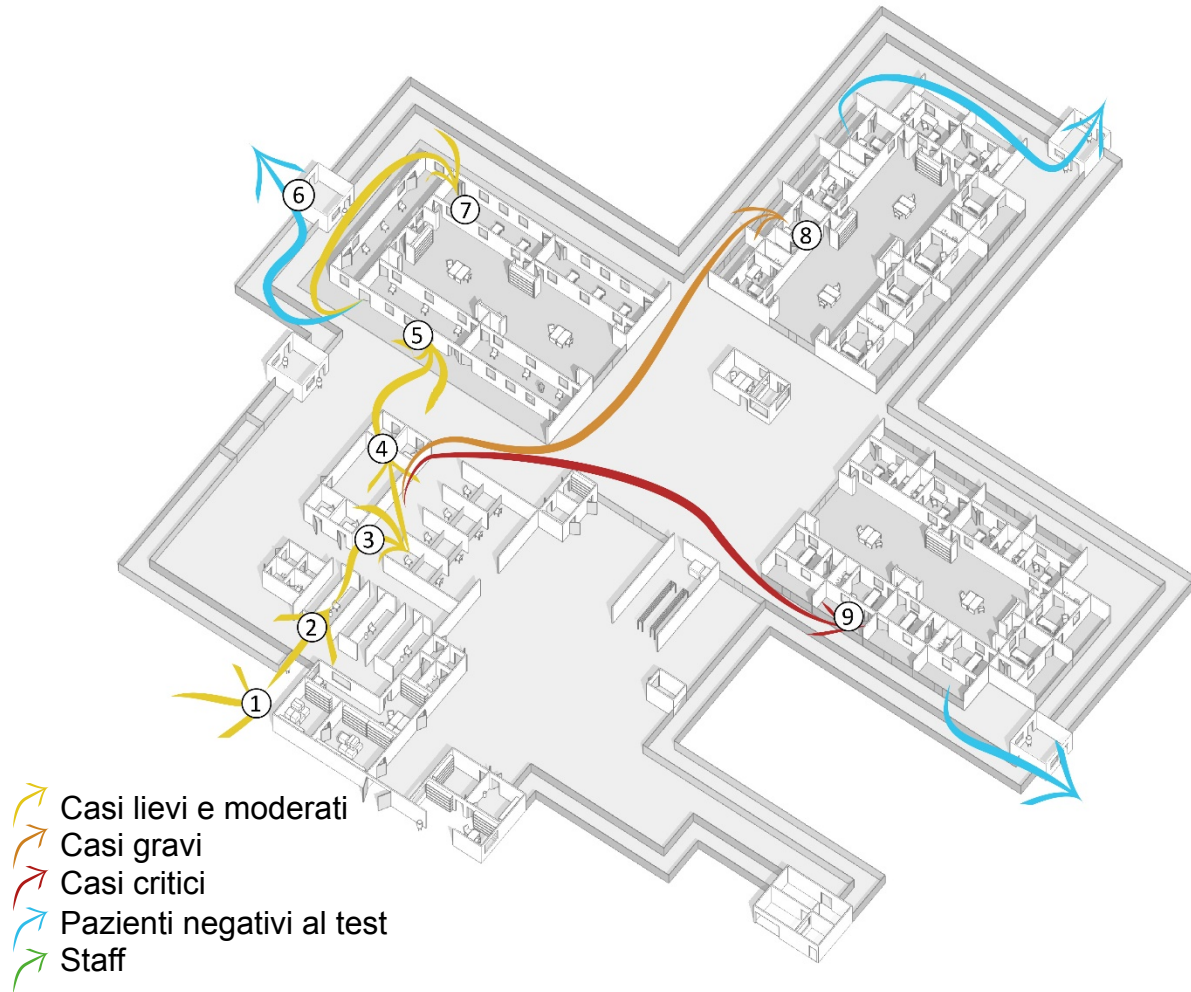 6
7
8
5
4
3
9
2
1
Casi lievi e moderati
Casi gravi
Casi critici
Pazienti negativi al test
Staff